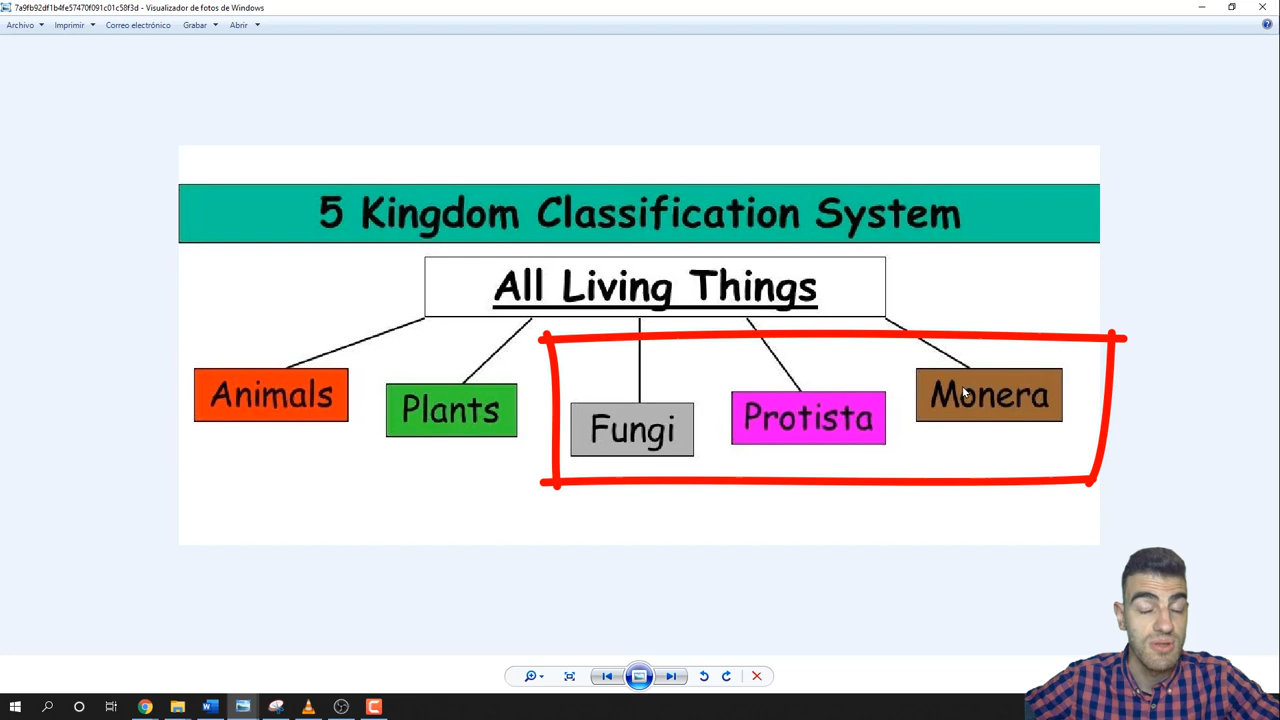 7a9fb92df1b4fe57470f091c01c58f3d - Visualizador de fotos de Windows
Archivo Imprimir Correo electrónico Grabar Abrir
5 Kingdom Classification System
All Living Things
Animals
Plants
Fungi
Protista
Monera